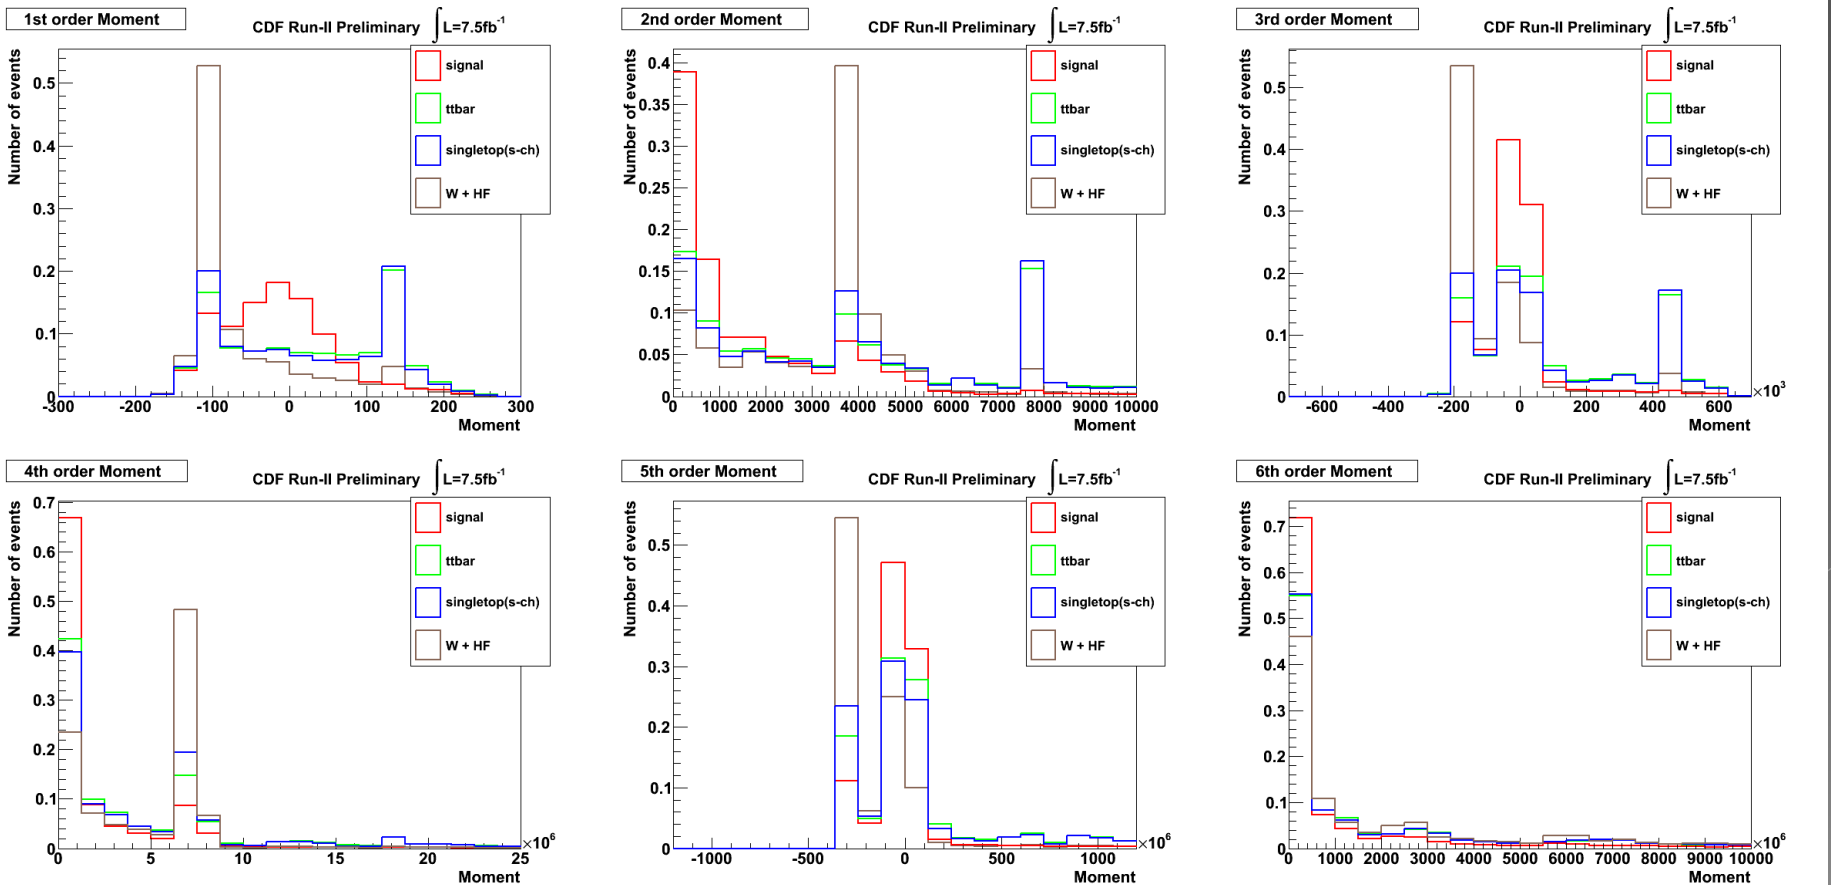 1st order Moment
CDF Run-II Preliminary ∫L=7.5fb-1
Number of events
0.5
0.4
0.3
0.2
0.1
0
signal
ttbar
singletop(s-ch)
W + HF
-300 -200 -100 0 100 200 300
Moment
2nd order Moment
CDF Run-II Preliminary ∫L=7.5fb-1
Number of events
0.4
0.35
0.3
0.25
0.2
0.15
0.1
0.05
0
signal
ttbar
singletop(s-ch)
W + HF
0 1000 2000 3000 4000 5000 6000 7000 8000 9000 10000
Moment
3rd order Moment
CDF Run-II Preliminary ∫L=7.5fb-1
Number of events
0.5
0.4
0.3
0.2
0.1
0
signal
ttbar
singletop(s-ch)
W + HF
-600 -400 -200 0 200 400 600 ×103
Moment
4th order Moment
CDF Run-II Preliminary ∫L=7.5fb-1
Number of events
0.7
0.6
0.5
0.4
0.3
0.2
0.1
0
signal
ttbar
singletop(s-ch)
W + HF
0 5 10 15 20 25 ×106
Moment
5th order Moment
CDF Run-II Preliminary ∫L=7.5fb-1
Number of events
0.5
0.4
0.3
0.2
0.1
0
signal
ttbar
singletop(s-ch)
W + HF
-1000 -500 0 500 1000 ×106
Moment
6th order Moment
CDF Run-II Preliminary ∫L=7.5fb-1
Number of events
0.7
0.6
0.5
0.4
0.3
0.2
0.1
0
signal
ttbar
singletop(s-ch)
W + HF
0 1000 2000 3000 4000 5000 6000 7000 8000 9000 10000 ×106
Moment